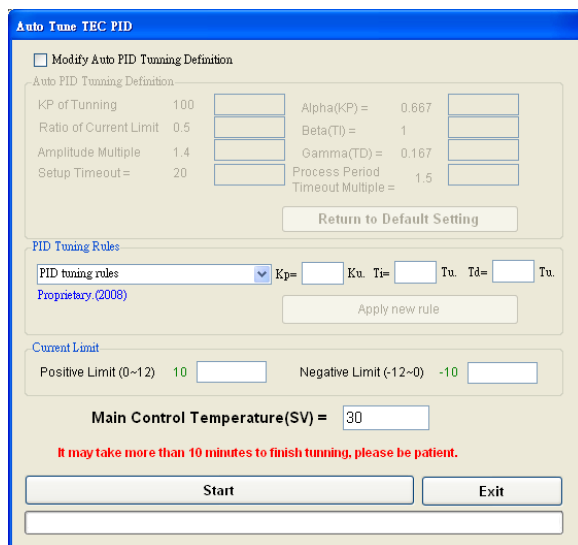 Auto Tune TEC PID
Modify Auto PID Tunning Definition
Auto PID Tunning Definition
KP of Tunning 100 Alpha(KP) = 0.667
Ratio of Current Limit 0.5 Beta(TI) = 1
Amplitude Multiple 1.4 Gamma(TD) = 0.167
Setup Timeout = 20 Process Period Timeout Multiple = 1.5
Return to Default Setting
PID Tuning Rules
PID tuning rules Kp= Ku. Ti= Tu. Td= Tu.
Proprietary.(2008)
Apply new rule
Current Limit
Positive Limit (0~12) 10 Negative Limit (-12~0) -10
Main Control Temperature(SV) = 30
It may take more than 10 minutes to finish tunning, please be patient.
Start Exit